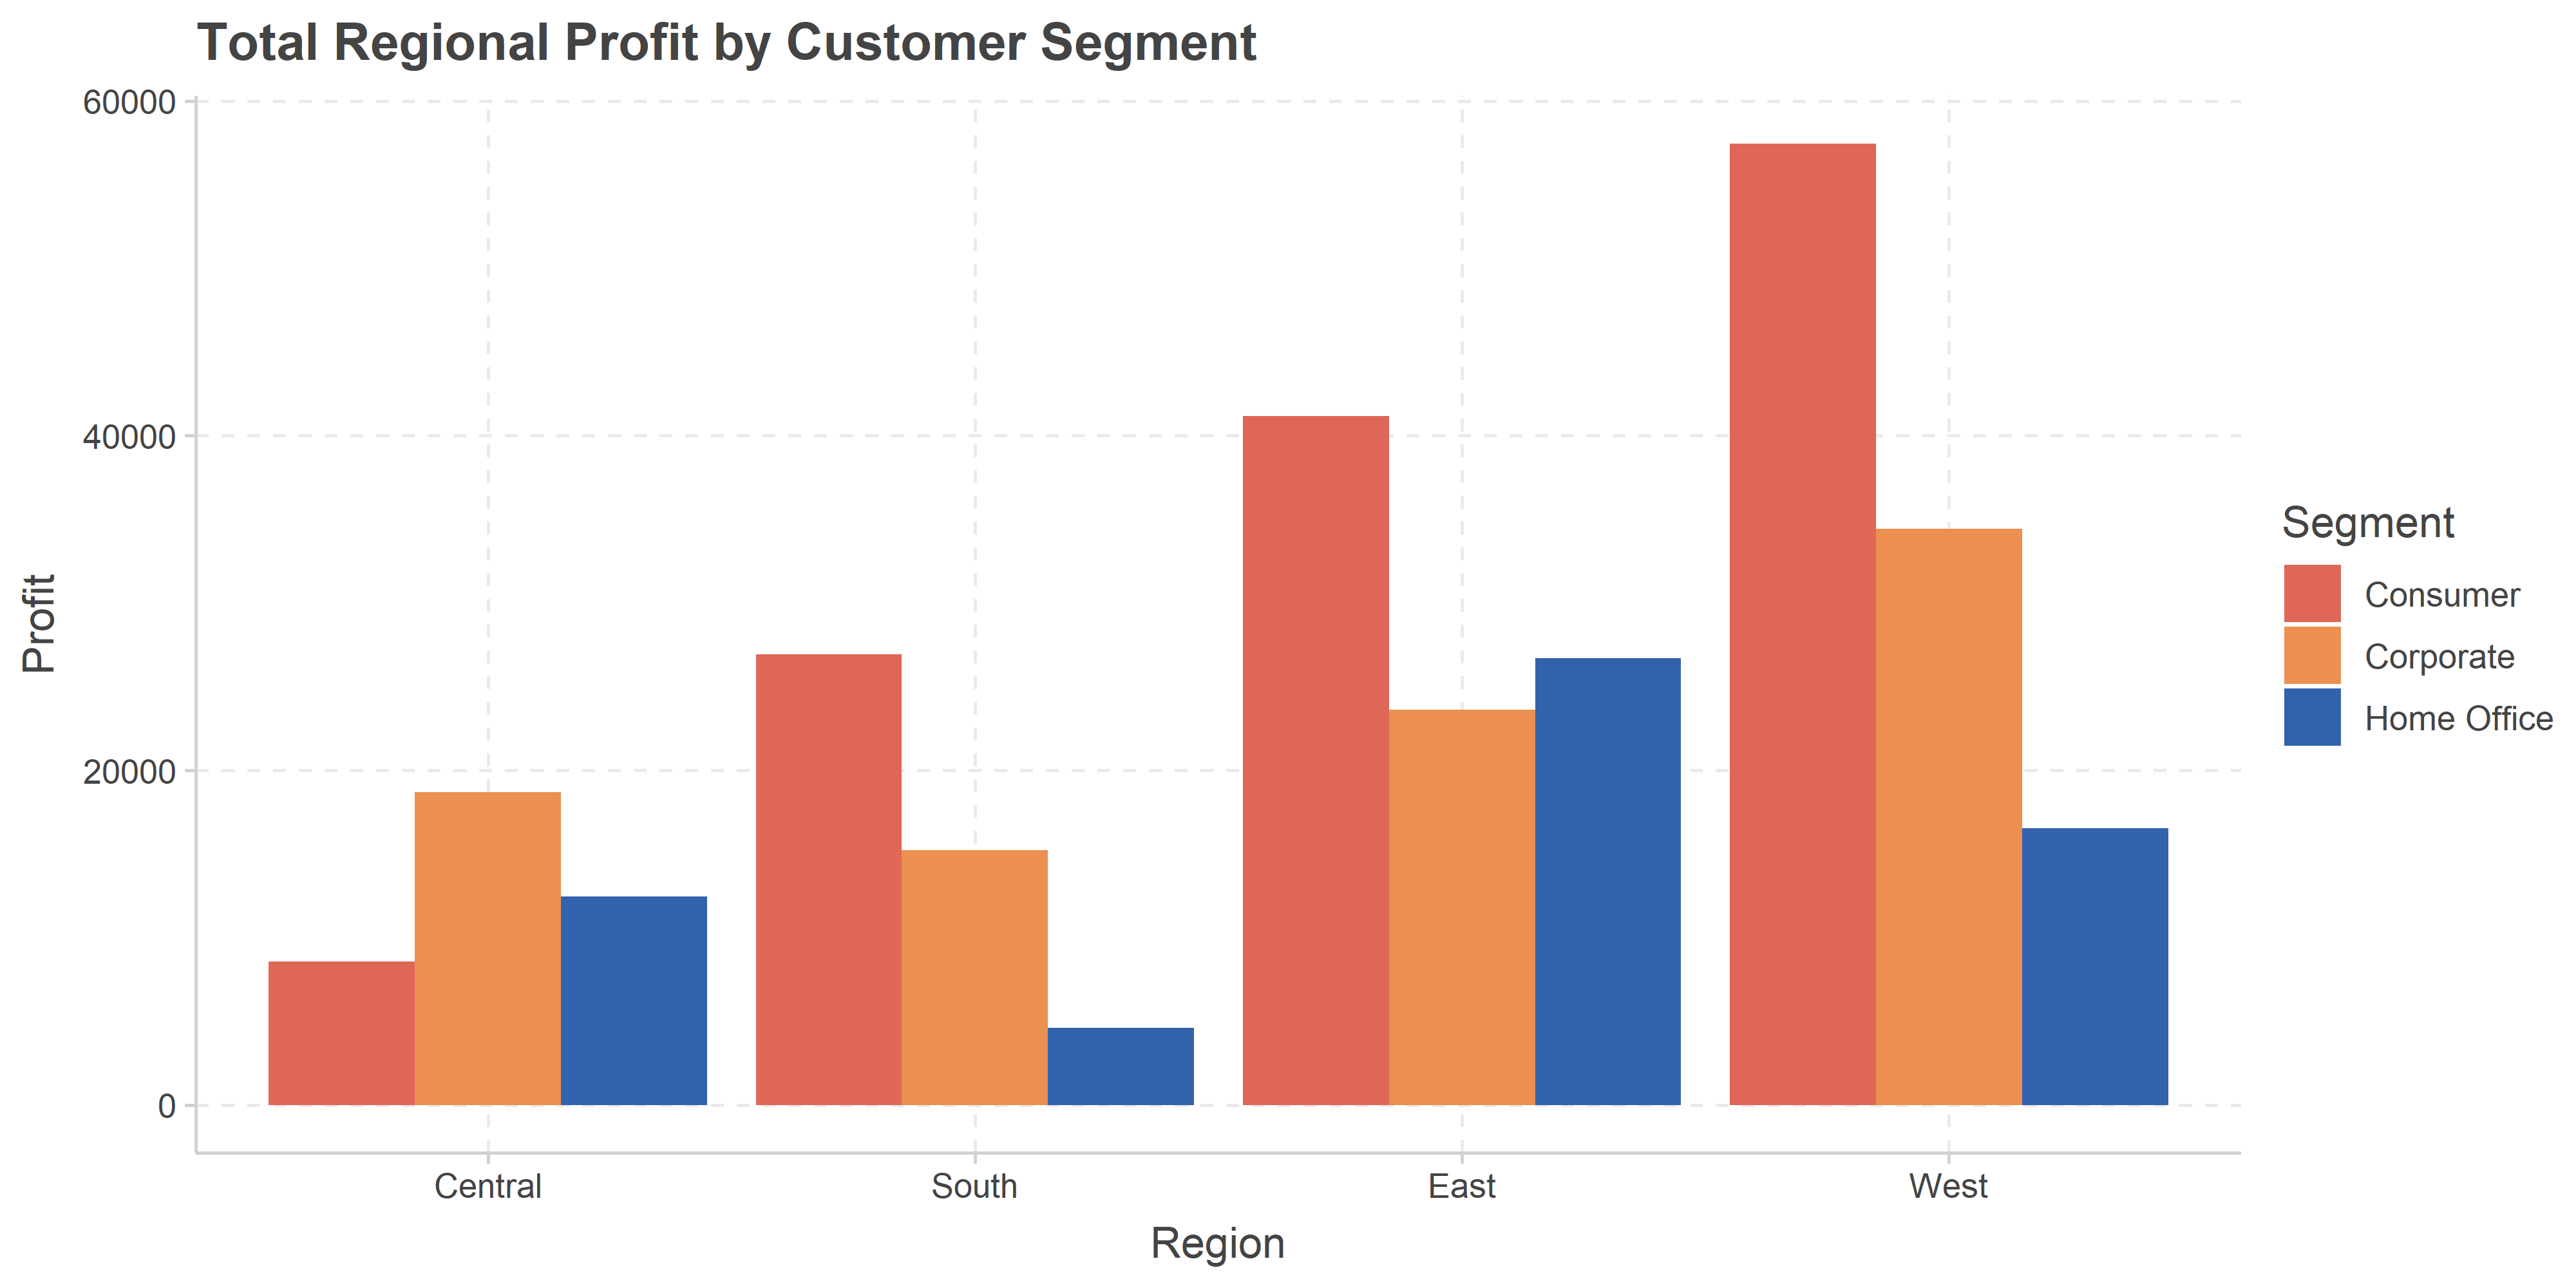 Total Regional Profit by Customer Segment
60000
40000
20000
0
Profit
Central
South
East
West
Region
Segment
Consumer
Corporate
Home Office